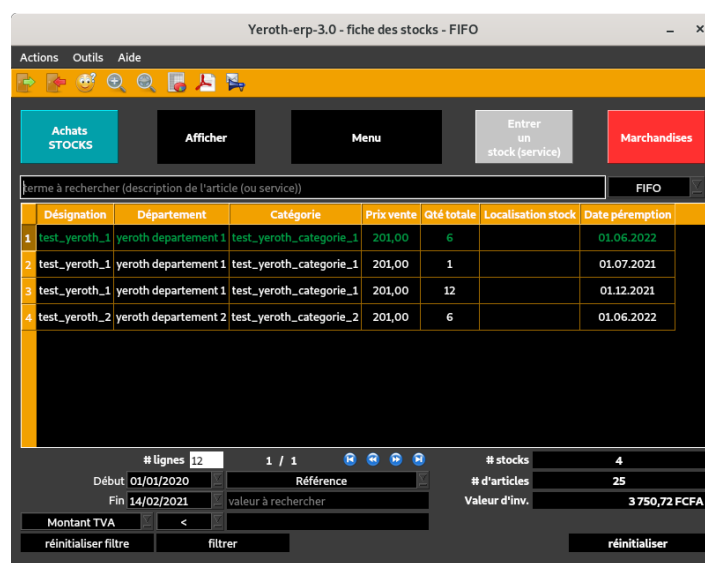 Yeroth-erp-3.0 - fiche des stocks - FIFO
Actions Outils Aide
Achats
STOCKS
Afficher
Menu
Entrer
un
stock (service)
Marchandises
terme à rechercher (description de l'article (ou service))
FIFO
Désignation Département Catégorie Prix vente Qté totale Localisation stock Date péremption
1 test_yeroth_1 yeroth departement 1 test_yeroth_categorie_1 201,00 6 01.06.2022
2 test_yeroth_1 yeroth departement 1 test_yeroth_categorie_1 201,00 1 01.07.2021
3 test_yeroth_1 yeroth departement 1 test_yeroth_categorie_1 201,00 12 01.12.2021
4 test_yeroth_2 yeroth departement 2 test_yeroth_categorie_2 201,00 6 01.06.2022
# lignes 12 1 / 1 # stocks 4
Début 01/01/2020 Référence # d'articles 25
Fin 14/02/2021 valeur à rechercher Valeur d'inv. 3 750,72 FCFA
Montant TVA <
réinitialiser filtre filtrer réinitialiser